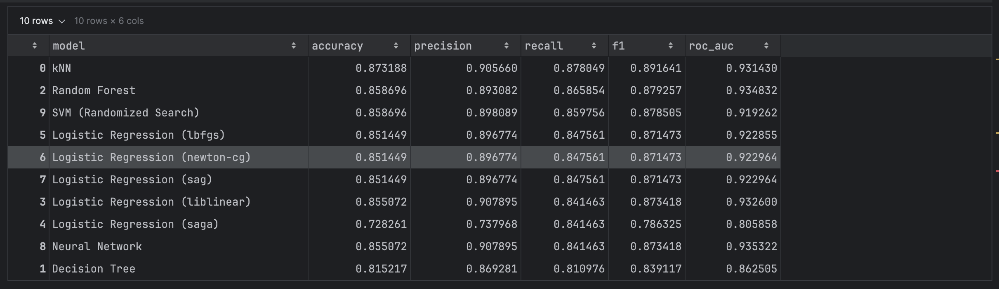 10 rows 10 rows × 6 cols
model accuracy precision recall f1 roc_auc
0 kNN 0.873188 0.905660 0.878049 0.891641 0.931430
2 Random Forest 0.858696 0.893082 0.865854 0.879257 0.934832
9 SVM (Randomized Search) 0.858696 0.898089 0.859756 0.878505 0.919262
5 Logistic Regression (lbfgs) 0.851449 0.896774 0.847561 0.871473 0.922855
6 Logistic Regression (newton-cg) 0.851449 0.896774 0.847561 0.871473 0.922964
7 Logistic Regression (sag) 0.851449 0.896774 0.847561 0.871473 0.922964
3 Logistic Regression (liblinear) 0.855072 0.907895 0.841463 0.873418 0.932600
4 Logistic Regression (saga) 0.728261 0.737968 0.841463 0.786325 0.805858
8 Neural Network 0.855072 0.907895 0.841463 0.873418 0.935322
1 Decision Tree 0.815217 0.869281 0.810976 0.839117 0.862505